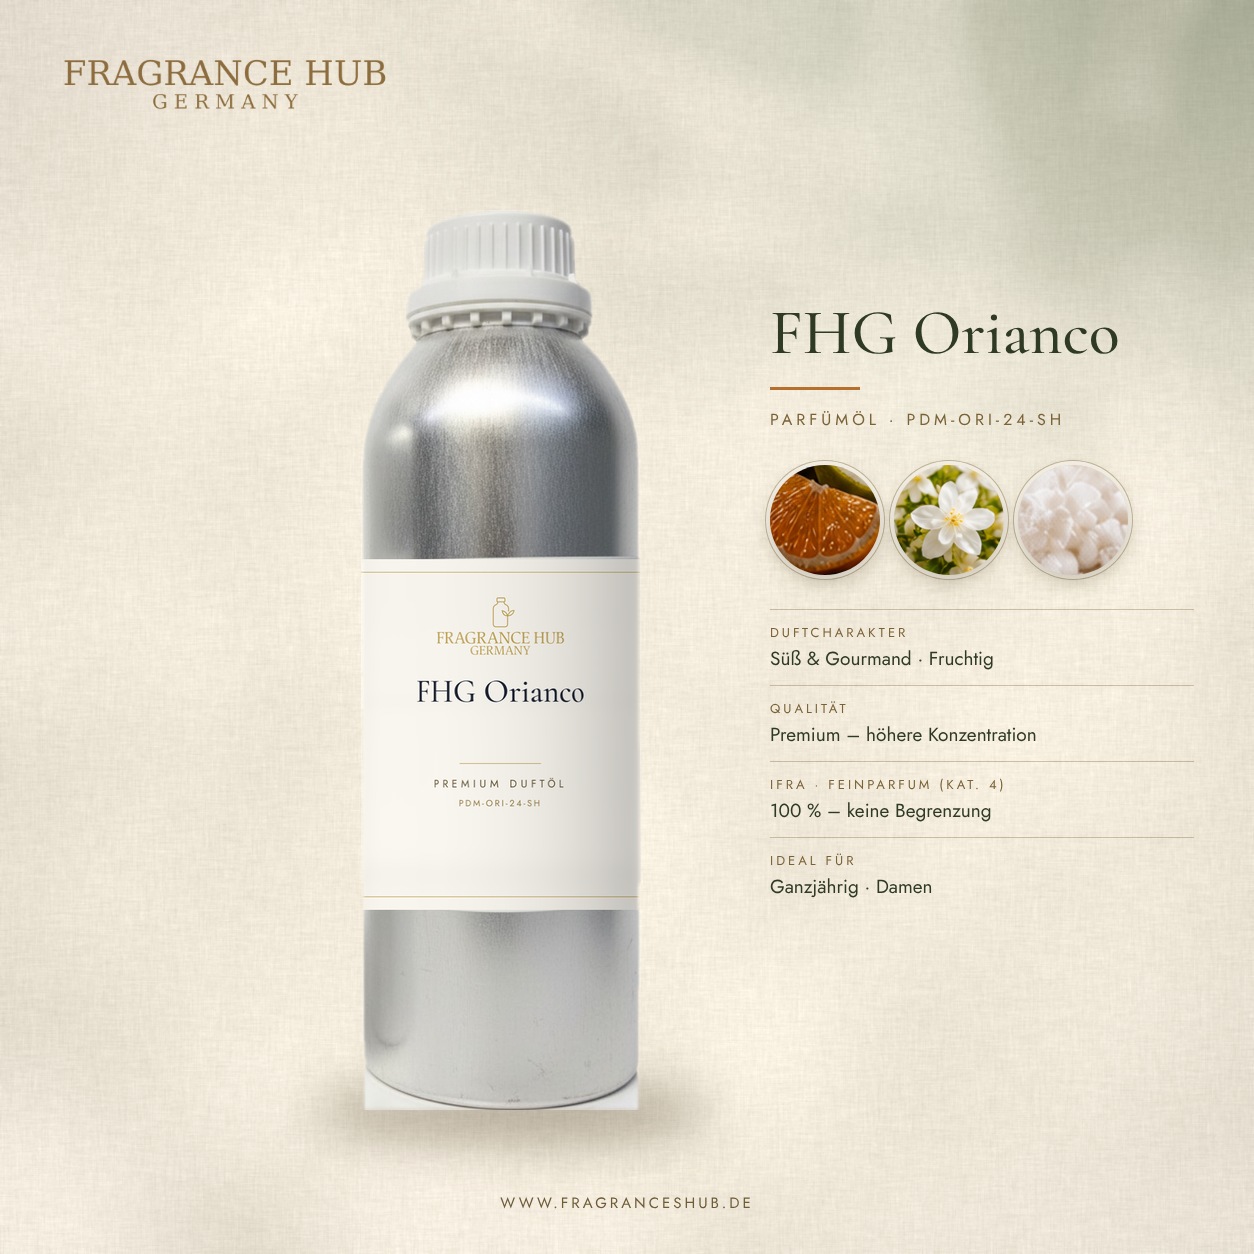 FRAGRANCE HUB
GERMANY
FHG Orianco
PARFÜMÖL · PDM-ORI-24-SH
DUFTCHARAKTER
Süß & Gourmand · Fruchtig
QUALITÄT
Premium – höhere Konzentration
IFRA · FEINPARFUM (KAT. 4)
100 % – keine Begrenzung
IDEAL FÜR
Ganzjährig · Damen
FRAGRANCE HUB
GERMANY
FHG Orianco
PREMIUM DUFTÖL
PDM-ORI-24-SH
WWW.FRAGRANCESHUB.DE